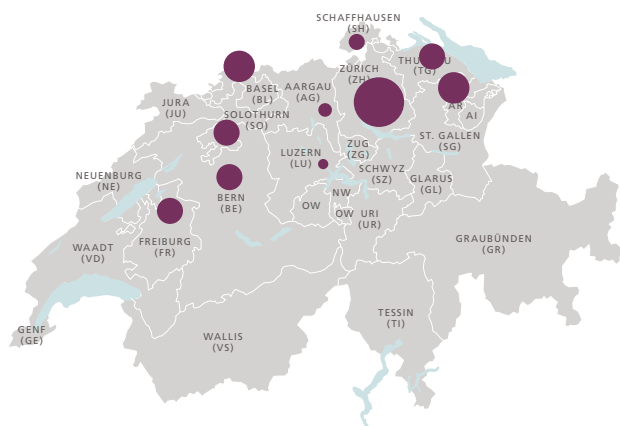 SCHAFFHAUSEN
(SH)
ZÜRICH
(ZH)
(TG)
BASEL
(BL)
AARGAU
(AG)
JURA
(JU)
SOLOTHURN
(SO)
AR
AI
ST. GALLEN
(SG)
LUZERN
(LU)
ZUG
(ZG)
SCHWYZ
(SZ)
GLARUS
(GL)
NEUENBURG
(NE)
BERN
(BE)
NW
OW
OW
URI
(UR)
FREIBURG
(FR)
WAADT
(VD)
GRAUBÜNDEN
(GR)
GENF
(GE)
WALLIS
(VS)
TESSIN
(TI)